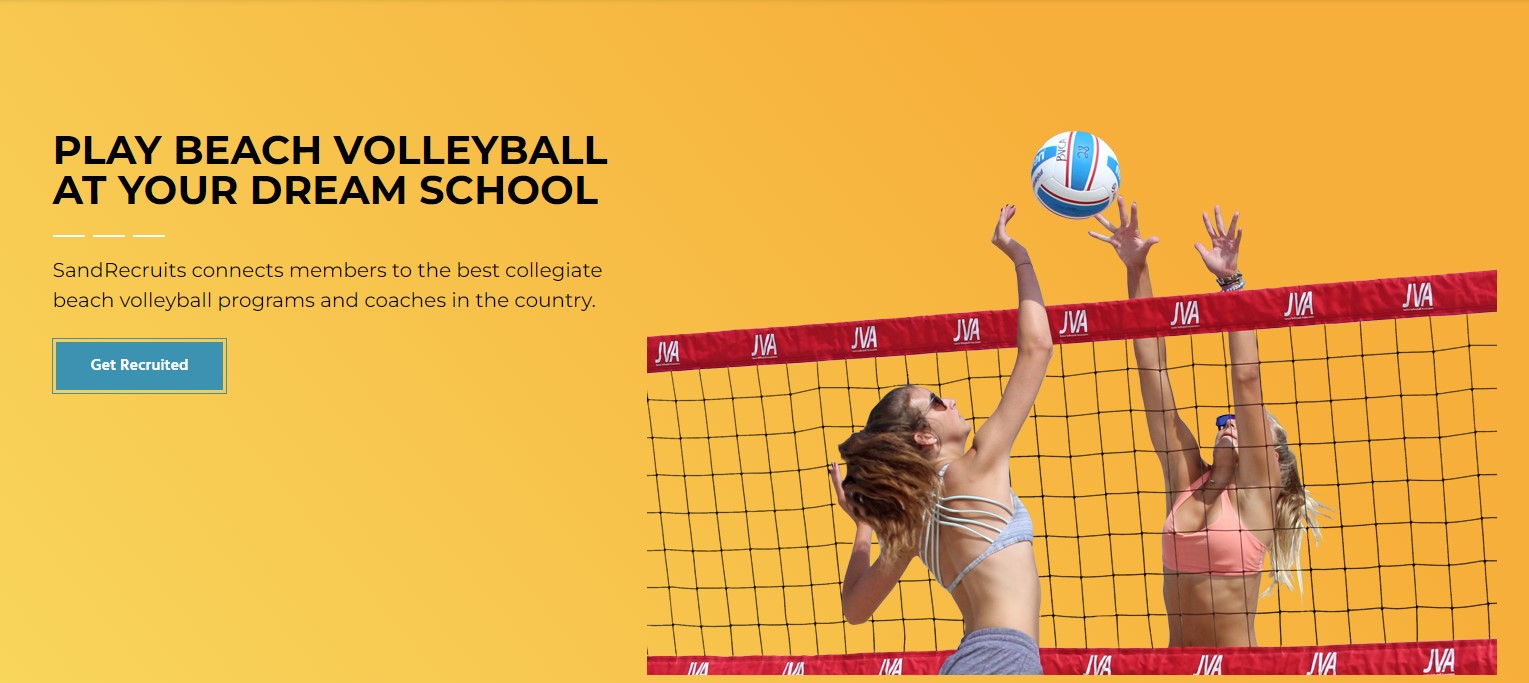 PLAY BEACH VOLLEYBALL
AT YOUR DREAM SCHOOL
SandRecruits connects members to the best collegiate
beach volleyball programs and coaches in the country.
Get Recruited
JVA JVA JVA JVA JVA JVA JVA JVA
JVA JVA JVA JVA JVA JVA JVA